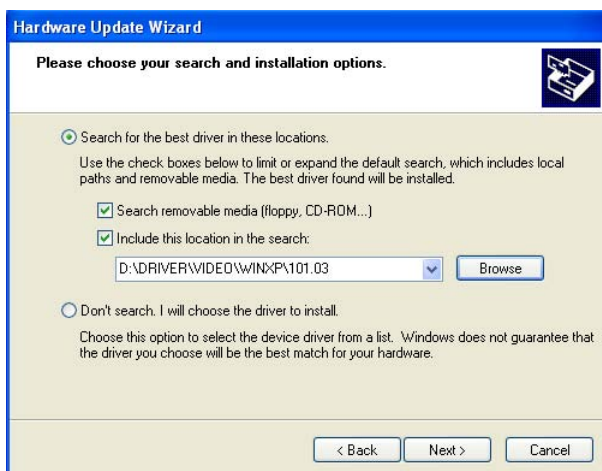 Hardware Update Wizard
Please choose your search and installation options.
Search for the best driver in these locations.
Use the check boxes below to limit or expand the default search, which includes local
paths and removable media. The best driver found will be installed.
Search removable media (floppy, CD-ROM...)
Include this location in the search:
D:\DRIVER\VIDEO\WINXP\101.03
Browse
Don't search. I will choose the driver to install.
Choose this option to select the device driver from a list.  Windows does not guarantee that
the driver you choose will be the best match for your hardware.
< Back
Next >
Cancel